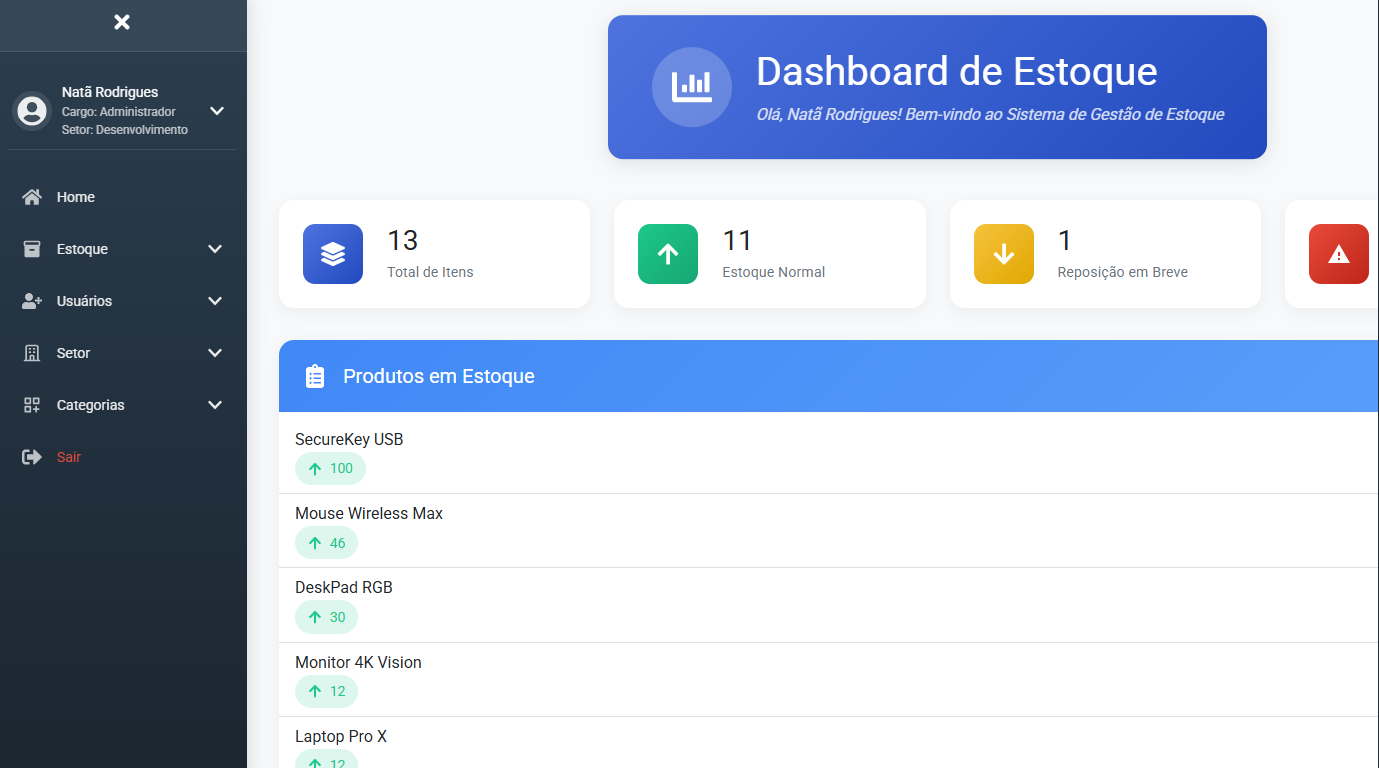 Natã Rodrigues
Cargo: Administrador
Setor: Desenvolvimento
Home
Estoque
Usuários
Setor
Categorias
Sair
Dashboard de Estoque
Olá, Natã Rodrigues! Bem-vindo ao Sistema de Gestão de Estoque
13
Total de Itens
11
Estoque Normal
1
Reposição em Breve
Produtos em Estoque
SecureKey USB
100
Mouse Wireless Max
46
DeskPad RGB
30
Monitor 4K Vision
12
Laptop Pro X
12